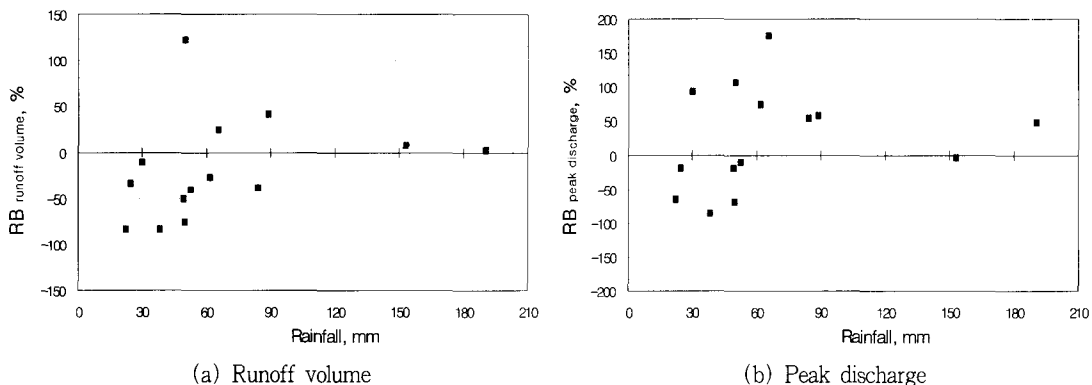 RB runoff volume, %
150
100
50
0
-50
-100
-150
0 30 60 90 120 150 180 210
Rainfall, mm
(a) Runoff volume
RB peak discharge, %
200
150
100
50
0
-50
-100
-150
-200
0 30 60 90 120 150 180 210
Rainfall, mm
(b) Peak discharge